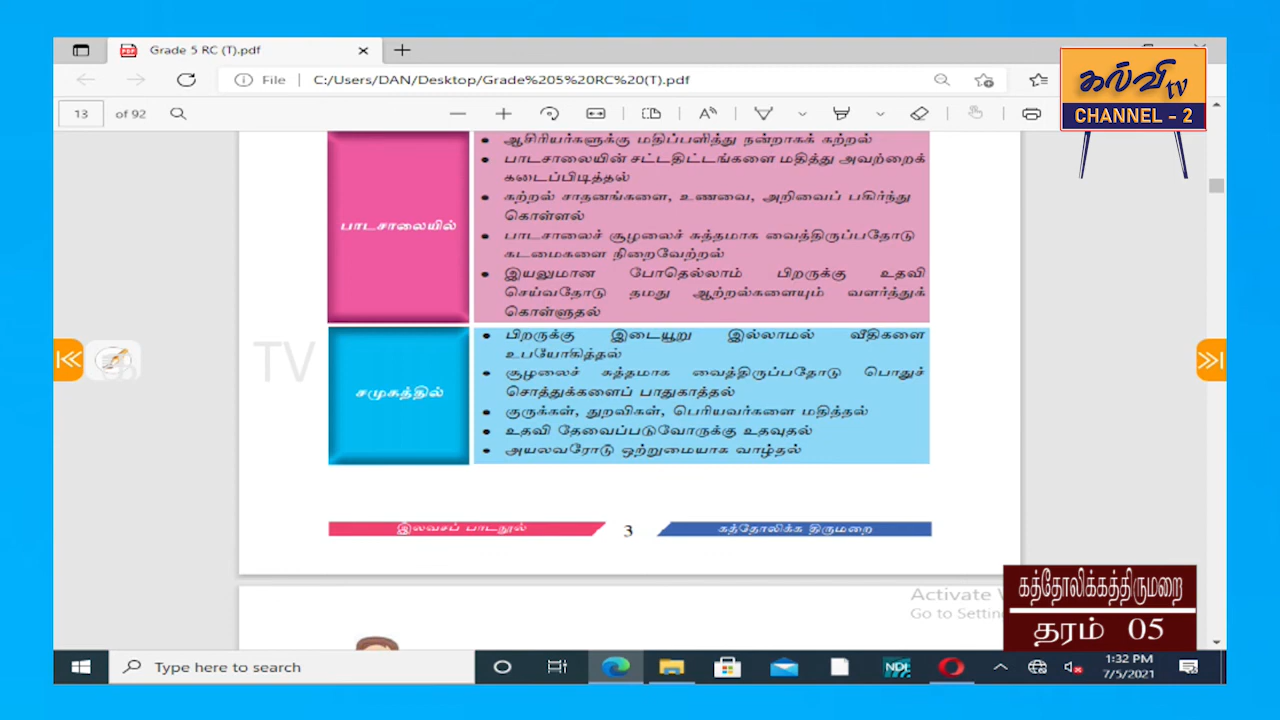 Grade 5 RC (T).pdf
File
C:/Users/DAN/Desktop/Grade%205%20RC%20(T).pdf
கல்வி tv
CHANNEL - 2
13 of 92
ஆசிரியர்களுக்கு மதிப்பளித்து நன்றாகக் கற்றல்
பாடசாலையின் சட்டதிட்டங்களை மதித்து அவற்றைக்
கடைப்பிடித்தல்
கற்றல் சாதனங்களை, உணவை, அறிவைப் பகிர்ந்து
கொள்ளல்
பாடசாலையில்
பாடசாலைச் சூழலைச் சுத்தமாக வைத்திருப்பதோடு
கடமைகளை நிறைவேற்றல்
இயலுமான போதெல்லாம் பிறருக்கு உதவி
செய்வதோடு தமது ஆற்றல்களையும் வளர்த்துக்
கொள்ளுதல்
பிறருக்கு இடையூறு இல்லாமல் வீதிகளை
உபயோகித்தல்
TV
சூழலைச் சுத்தமாக வைத்திருப்பதோடு பொதுச்
சொத்துக்களைப் பாதுகாத்தல்
சமூகத்தில்
குருக்கள், துறவிகள், பெரியவர்களை மதித்தல்
உதவி தேவைப்படுவோருக்கு உதவுதல்
அயலவரோடு ஒற்றுமையாக வாழ்தல்
இலவசப் பாடநூல்
3
கத்தோலிக்க திருமறை
Activate
Go to Settin
கத்தோலிக்கத்திருமறை
தரம் 05
Type here to search
NDI
1:32 PM
7/5/2021